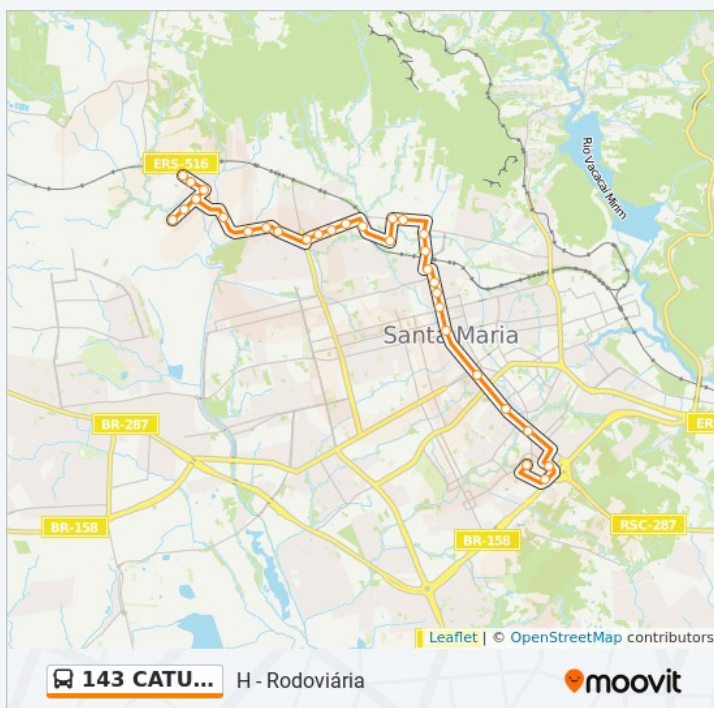 ERS-516
Rio Vacacaí Mirim
Santa Maria
BR-287
ER
BR-158
RSC-287
BR-158
Leaflet | © OpenStreetMap contributors
143 CATU...
H - Rodoviária
moovit